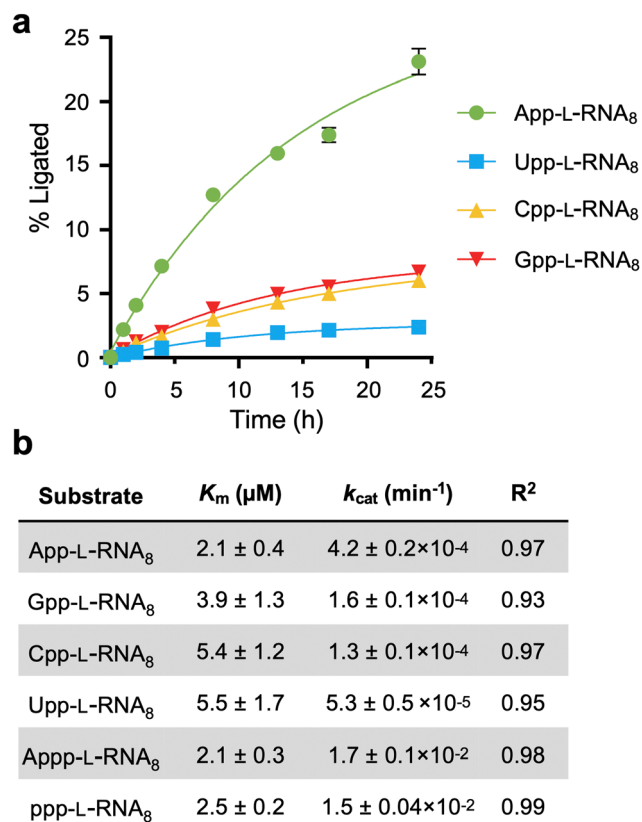 a
25
20
15
10
5
0
% Ligated
0 5 10 15 20 25
Time (h)
App-L-RNA₈
Upp-L-RNA₈
Cpp-L-RNA₈
Gpp-L-RNA₈
b
Substrate Kₘ (µM) k_cat (min⁻¹) R²
App-L-RNA₈ 2.1 ± 0.4 4.2 ± 0.2×10⁻⁴ 0.97
Gpp-L-RNA₈ 3.9 ± 1.3 1.6 ± 0.1×10⁻⁴ 0.93
Cpp-L-RNA₈ 5.4 ± 1.2 1.3 ± 0.1×10⁻⁴ 0.97
Upp-L-RNA₈ 5.5 ± 1.7 5.3 ± 0.5 ×10⁻⁵ 0.95
Appp-L-RNA₈ 2.1 ± 0.3 1.7 ± 0.1×10⁻² 0.98
ppp-L-RNA₈ 2.5 ± 0.2 1.5 ± 0.04×10⁻² 0.99